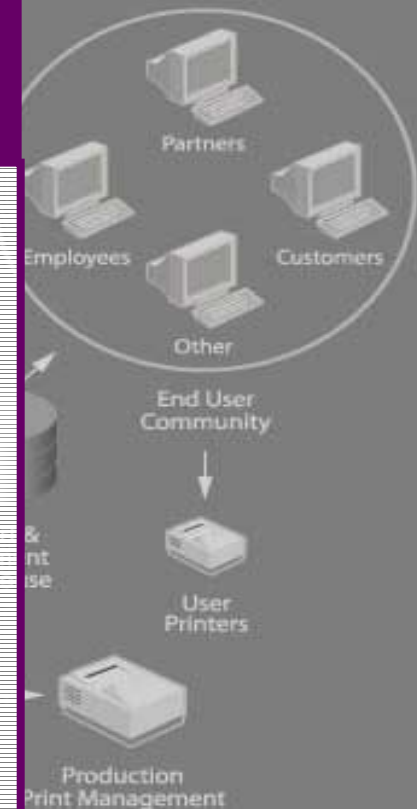 Partners
Employees
Customers
Other
End User
Community
&
User
Printers
Production
Print Management